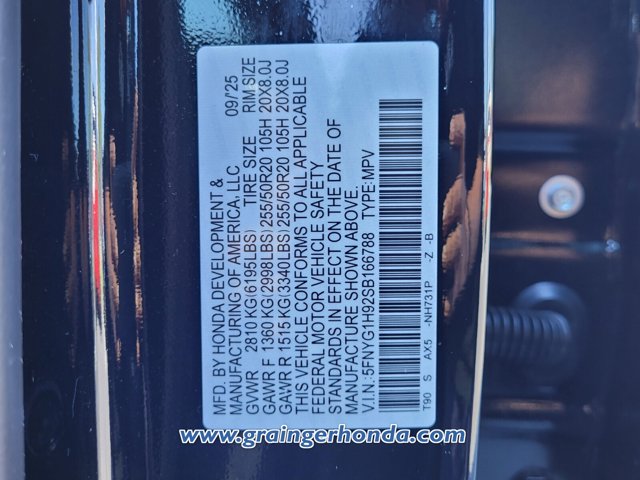 MFD. BY HONDA DEVELOPMENT & 09/'25
MANUFACTURING OF AMERICA, LLC.
GVWR 2810 KG(6195LBS) TIRE SIZE RIM SIZE
GAWR F 1360 KG(2998LBS)255/50R20 105H 20X8.0J
GAWR R 1515 KG(3340LBS)255/50R20 105H 20X8.0J
THIS VEHICLE CONFORMS TO ALL APPLICABLE
FEDERAL MOTOR VEHICLE SAFETY
STANDARDS IN EFFECT ON THE DATE OF
MANUFACTURE SHOWN ABOVE.
V.I.N.:5FNYG1H92SB166788 TYPE:MPV
T90 S AX5 -NH731P -Z -B
www.graingerhonda.com